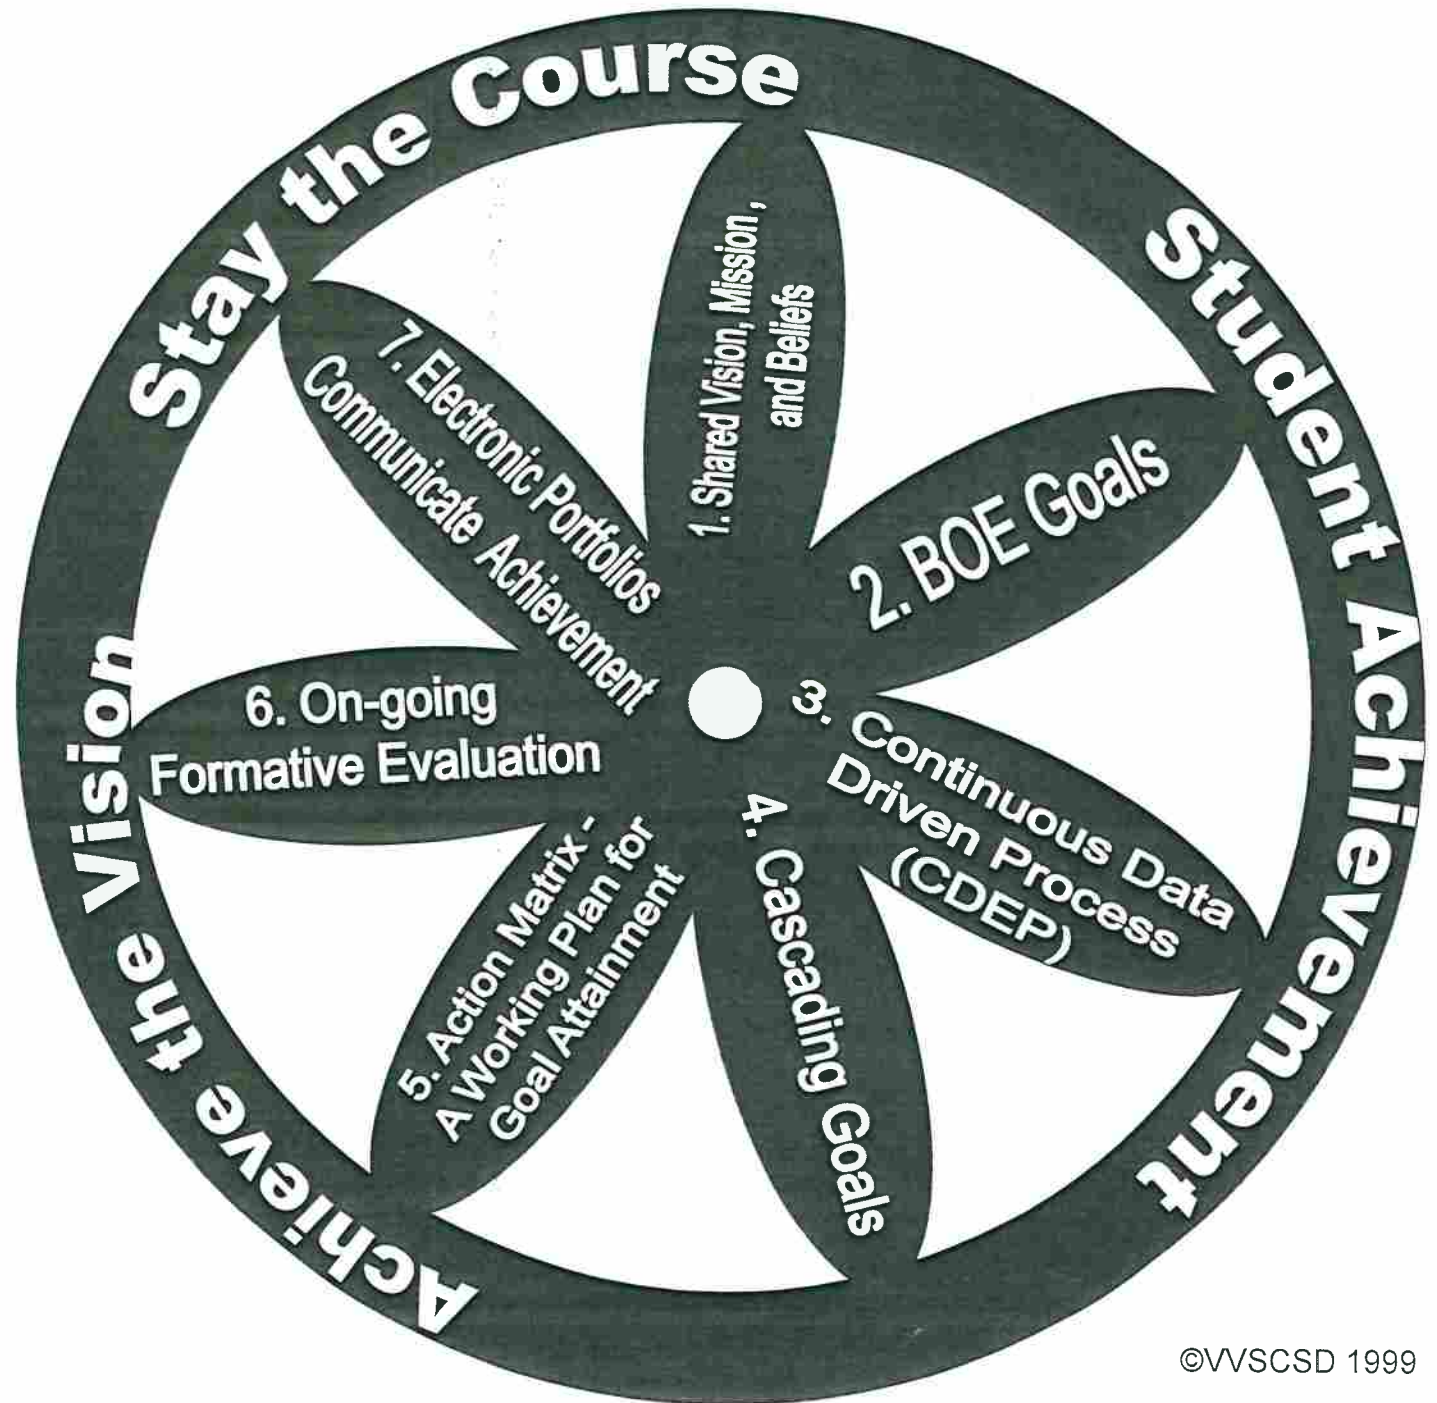 Stay the Course
Student Achievement
Achieve the Vision
1. Shared Vision, Mission ,
and Beliefs
2. BOE Goals
3. Continuous Data
Driven Process
(CDEP)
4. Cascading Goals
5. Action Matrix -
A Working Plan for
Goal Attainment
6. On-going
Formative Evaluation
7. Electronic Portfolios
Communicate Achievement
©VVSCSD 1999